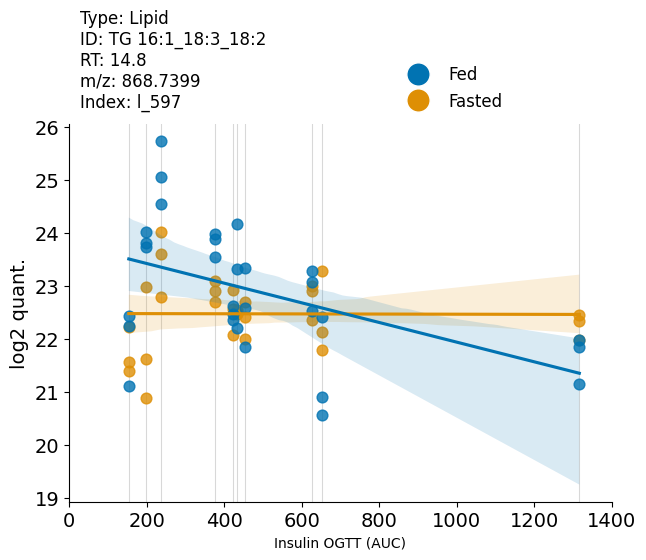 Type: Lipid
ID: TG 16:1_18:3_18:2
RT: 14.8
m/z: 868.7399
Index: l_597
Fed
Fasted
26
25
24
23
22
21
20
19
log2 quant.
0 200 400 600 800 1000 1200 1400
Insulin OGTT (AUC)